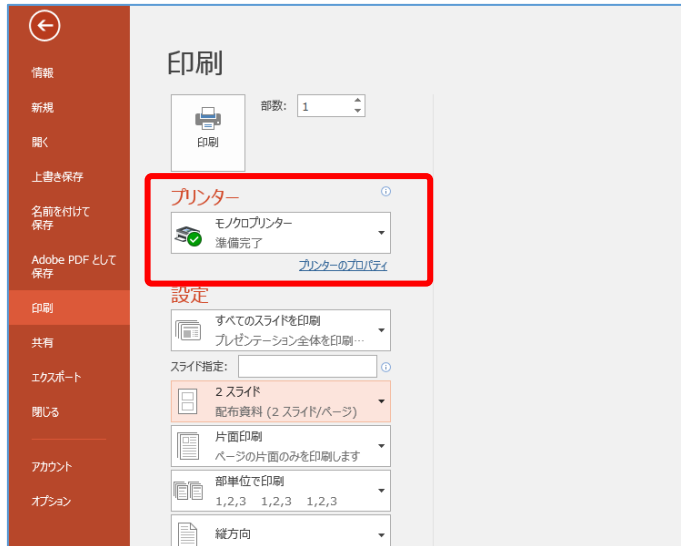 情報
新規
開く
上書き保存
名前を付けて
保存
Adobe PDF として
保存
印刷
共有
エクスポート
閉じる
アカウント
オプション
印刷
部数: 1
印刷
プリンター
モノクロプリンター
準備完了
プリンターのプロパティ
設定
すべてのスライドを印刷
プレゼンテーション全体を印刷…
スライド指定:
2 スライド
配布資料 (2 スライド/ページ)
片面印刷
ページの片面のみを印刷します
部単位で印刷
1,2,3 1,2,3 1,2,3
縦方向